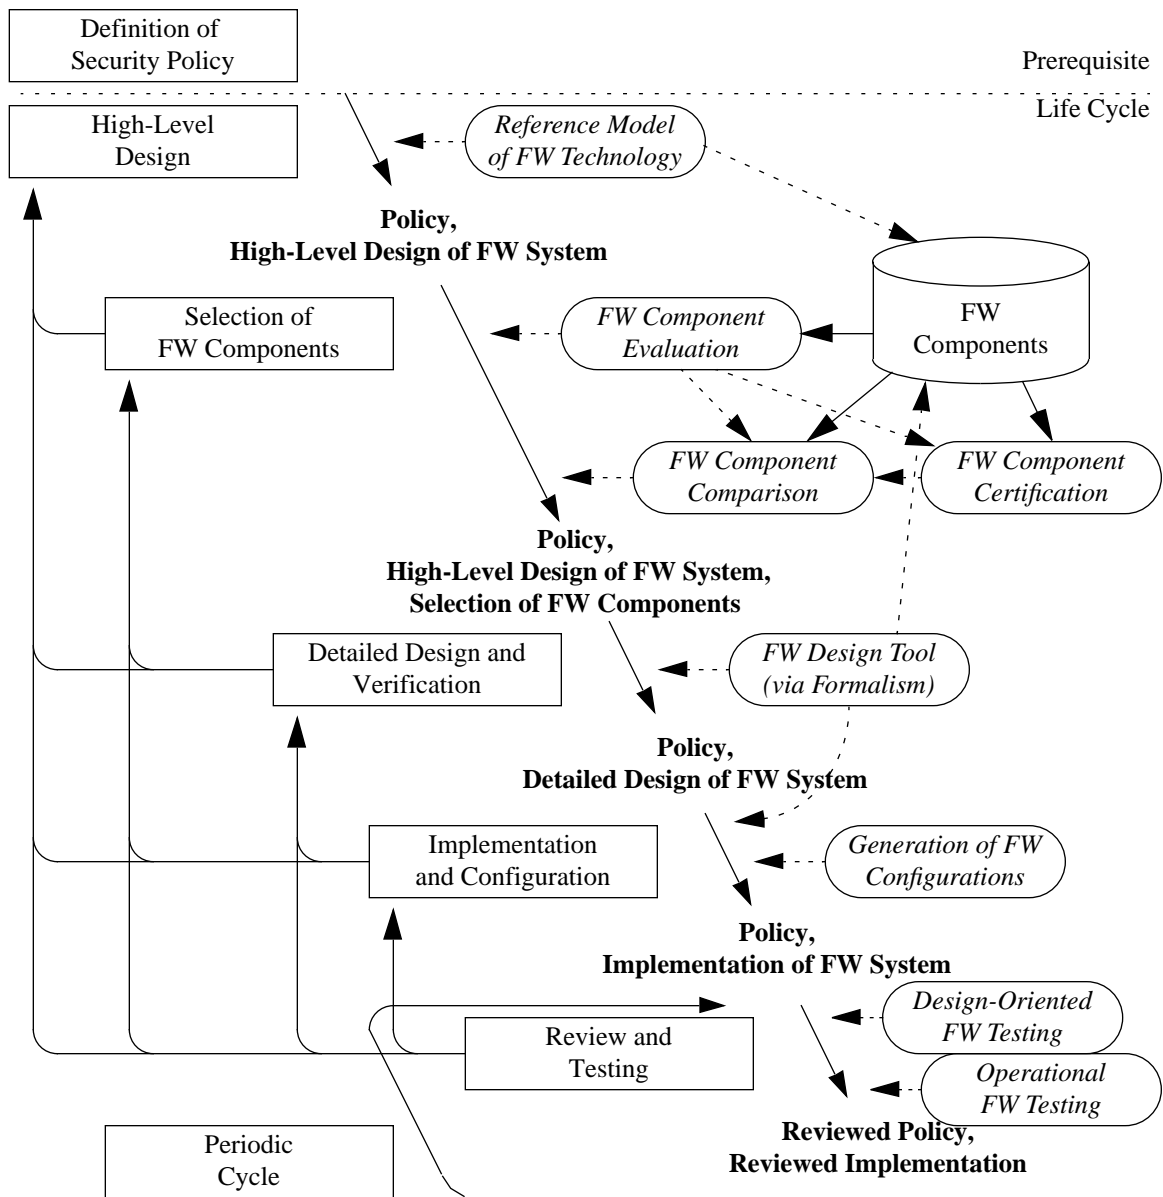 Definition of
Security Policy
Prerequisite
Life Cycle
High-Level
Design
Reference Model
of FW Technology
Policy,
High-Level Design of FW System
Selection of
FW Components
FW Component
Evaluation
FW
Components
FW Component
Comparison
FW Component
Certification
Policy,
High-Level Design of FW System,
Selection of FW Components
Detailed Design and
Verification
FW Design Tool
(via Formalism)
Policy,
Detailed Design of FW System
Implementation
and Configuration
Generation of FW
Configurations
Policy,
Implementation of FW System
Design-Oriented
FW Testing
Review and
Testing
Operational
FW Testing
Reviewed Policy,
Reviewed Implementation
Periodic
Cycle